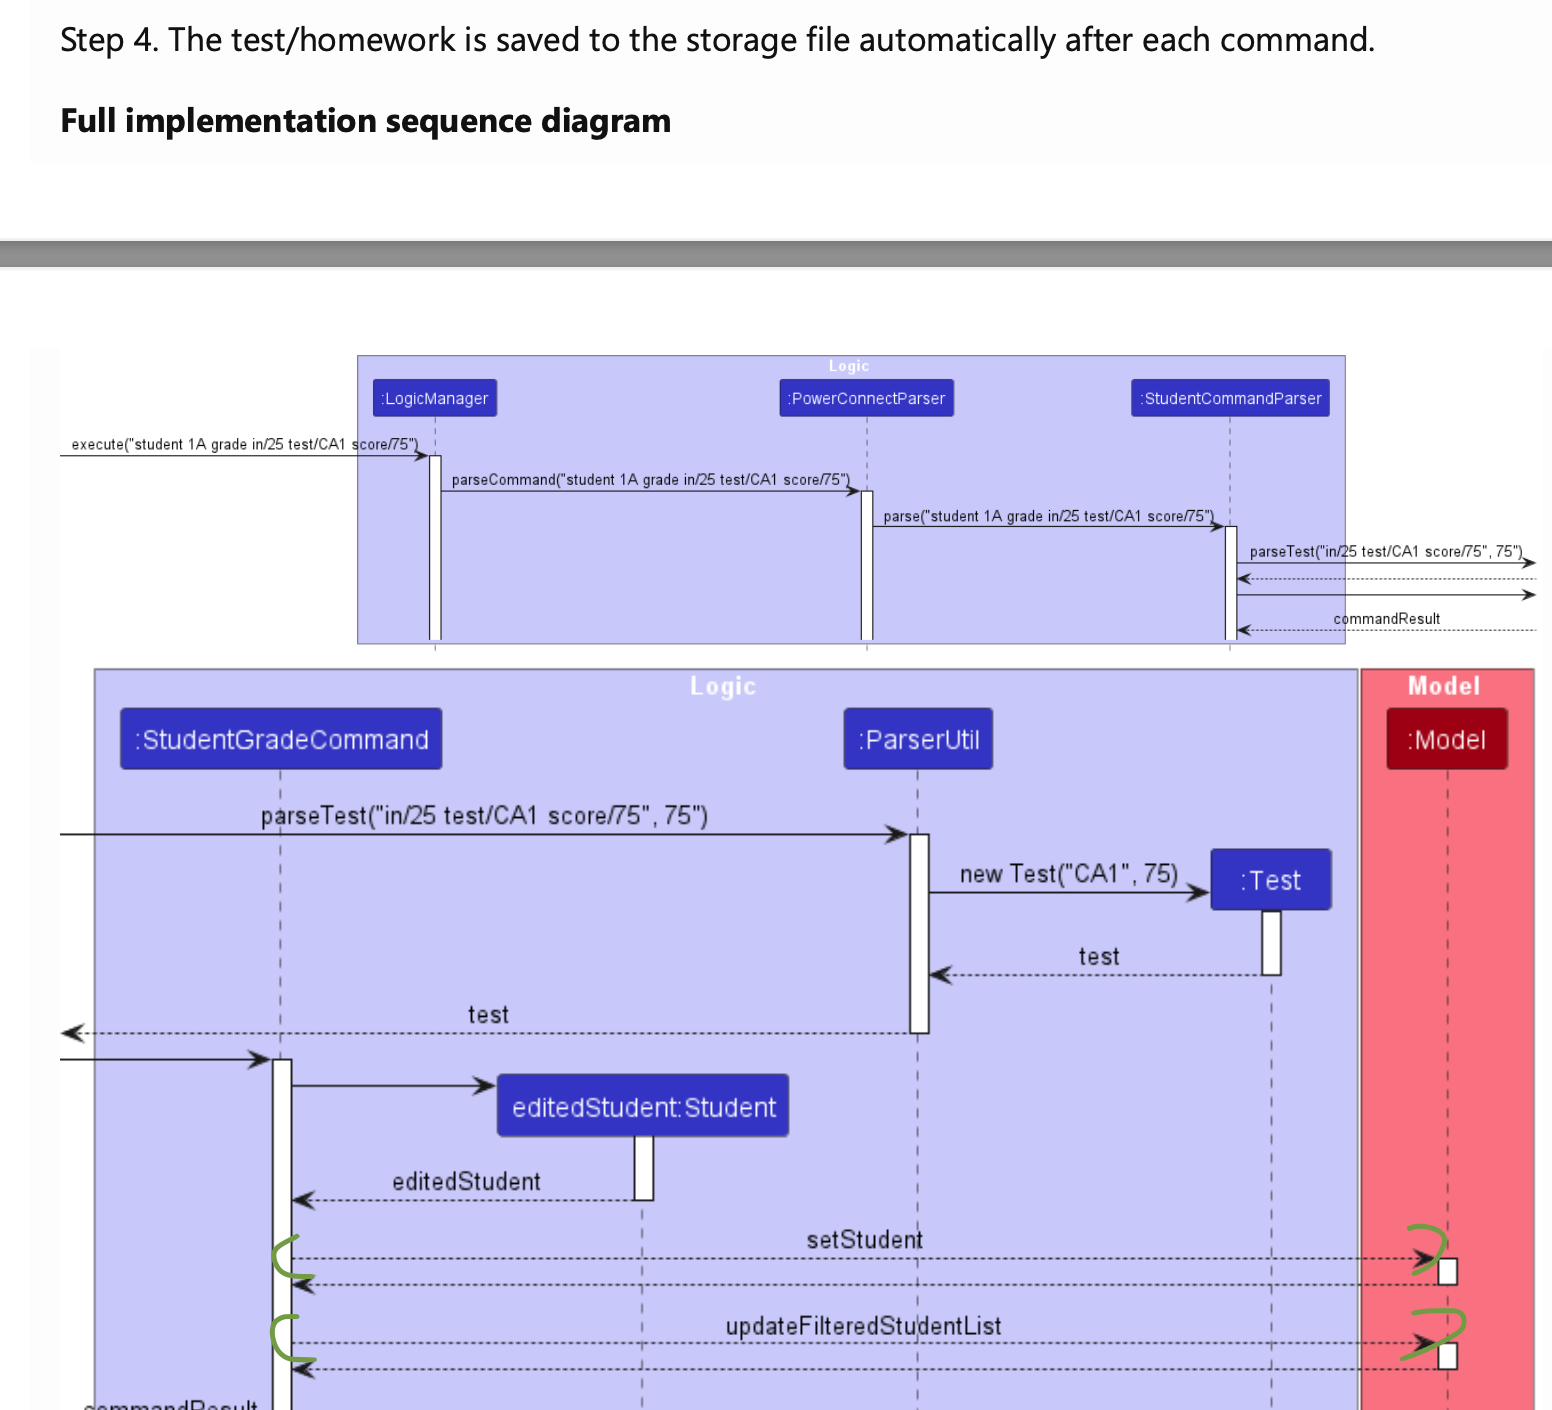 Step 4. The test/homework is saved to the storage file automatically after each command.
Full implementation sequence diagram
Logic
:LogicManager
:PowerConnectParser
:StudentCommandParser
execute("student 1A grade in/25 test/CA1 score/75")
parseCommand("student 1A grade in/25 test/CA1 score/75")
parse("student 1A grade in/25 test/CA1 score/75")
parseTest("in/25 test/CA1 score/75", 75")
commandResult
Logic
Model
:StudentGradeCommand
:ParserUtil
:Model
parseTest("in/25 test/CA1 score/75", 75")
new Test("CA1", 75)
:Test
test
test
editedStudent:Student
editedStudent
setStudent
updateFilteredStudentList
commandResult